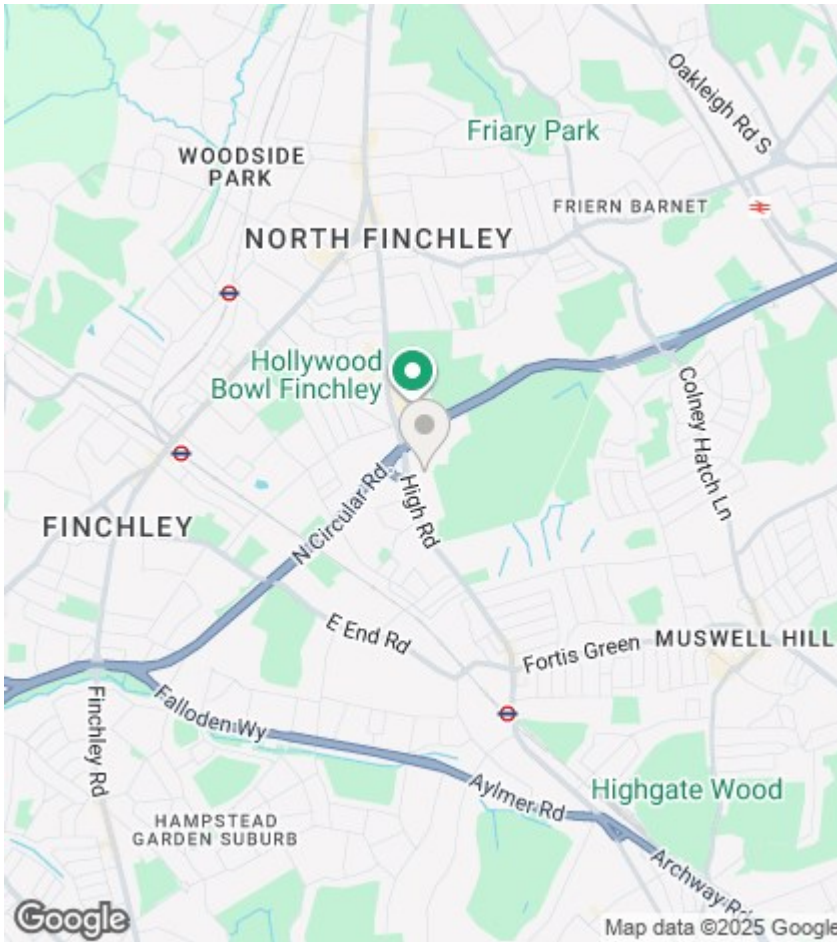 Oakleigh Rd S
Friary Park
WOODSIDE
PARK
FRIERN BARNET
NORTH FINCHLEY
Hollywood
Bowl Finchley
Colney Hatch Ln
N Circular Rd
High Rd
FINCHLEY
E End Rd
Fortis Green
MUSWELL HILL
Finchley Rd
Falloden Wy
Aylmer Rd
Highgate Wood
HAMPSTEAD
GARDEN SUBURB
Archway Rd
Google
Map data ©2025 Google